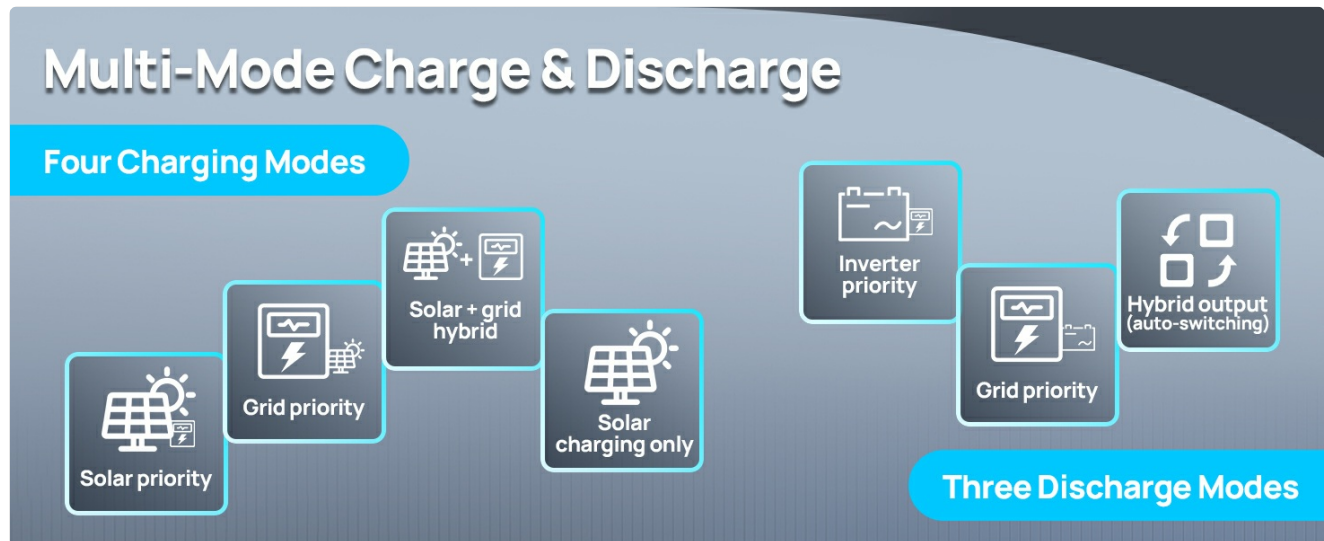 Multi-Mode Charge & Discharge
Four Charging Modes
Solar priority
Grid priority
Solar + grid
hybrid
Solar
charging only
Inverter
priority
Grid priority
Hybrid output
(auto-switching)
Three Discharge Modes